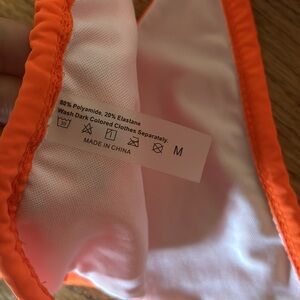 80% Polyamide, 20% Elastane
Wash Dark Colored Clothes Separately
M
MADE IN CHINA